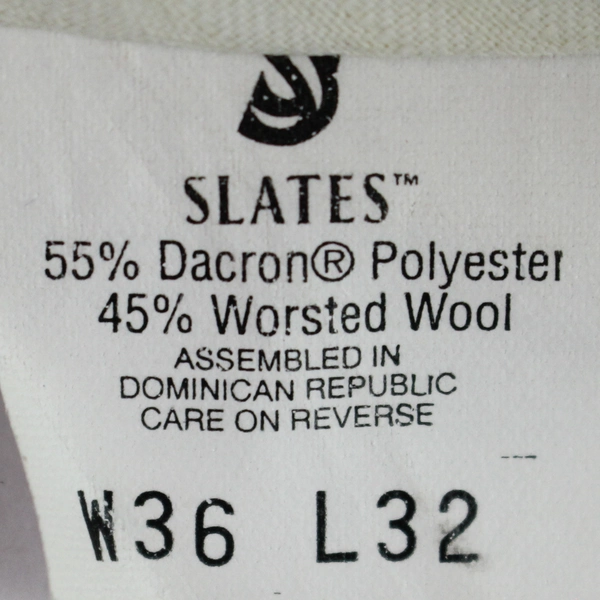 SLATES™
55% Dacron® Polyester
45% Worsted Wool
ASSEMBLED IN
DOMINICAN REPUBLIC
CARE ON REVERSE
W36 L32